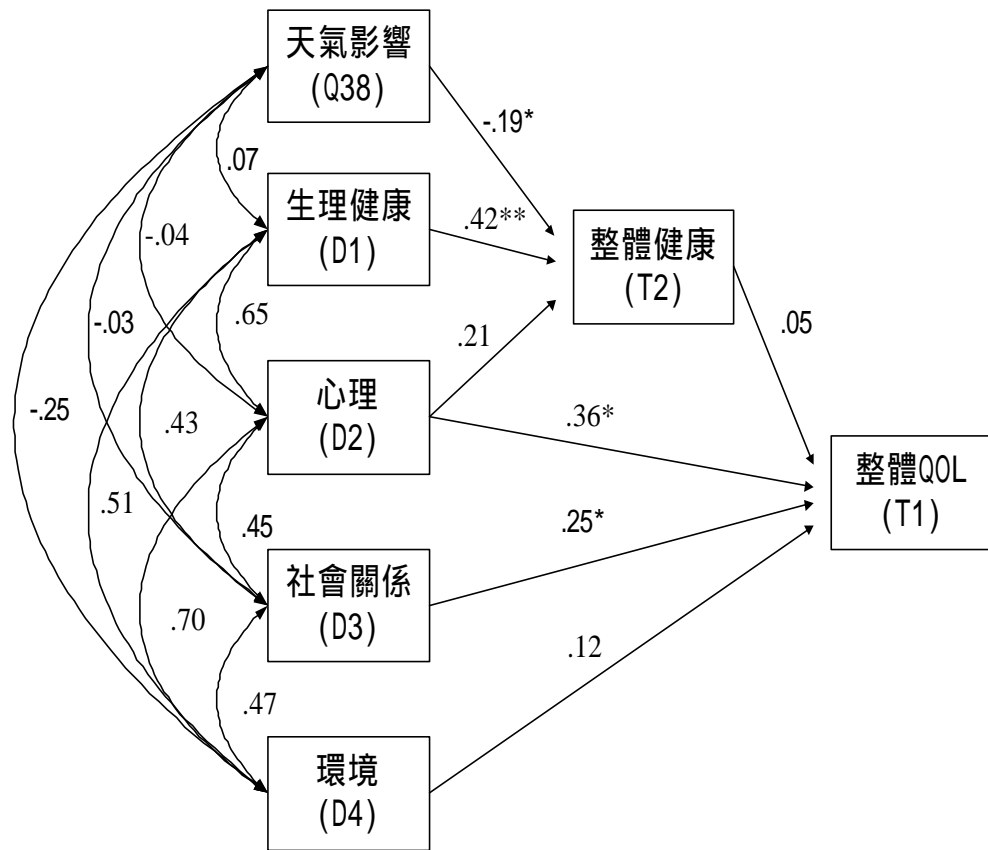 天氣影響
(Q38)
-.19*
.07
生理健康
(D1)
.42**
-.04
整體健康
(T2)
-.03
.65
.21
.05
心理
(D2)
-.25
.43
.36*
整體QOL
(T1)
.51
.45
.25*
社會關係
(D3)
.70
.12
.47
環境
(D4)